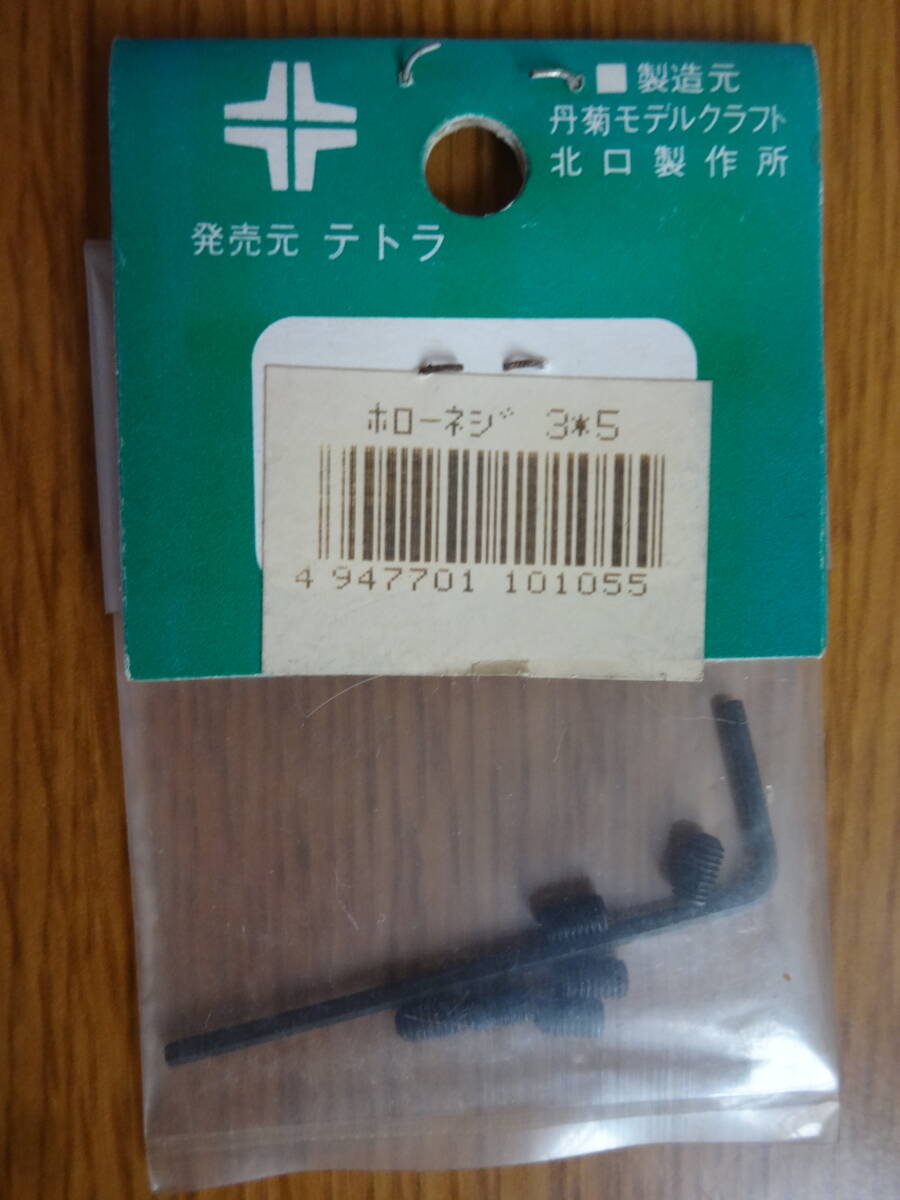 ■ 製造元
丹菊モデルクラフト
北口製作所
発売元 テトラ
ホローネジ 3*5
4 947701 101055